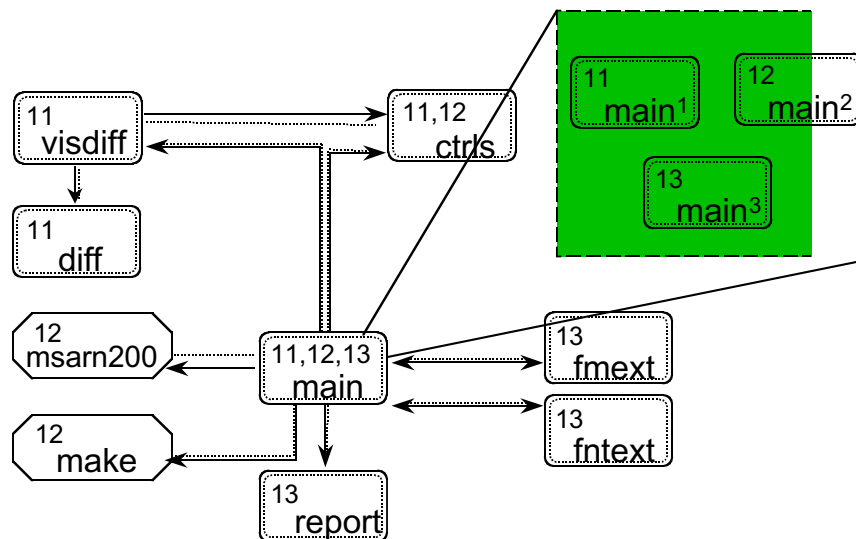 11
main¹
12
main²
13
main³
11
visdiff
11,12
ctrls
11
diff
12
msarn200
11,12,13
main
13
fmext
12
make
13
fntext
13
report